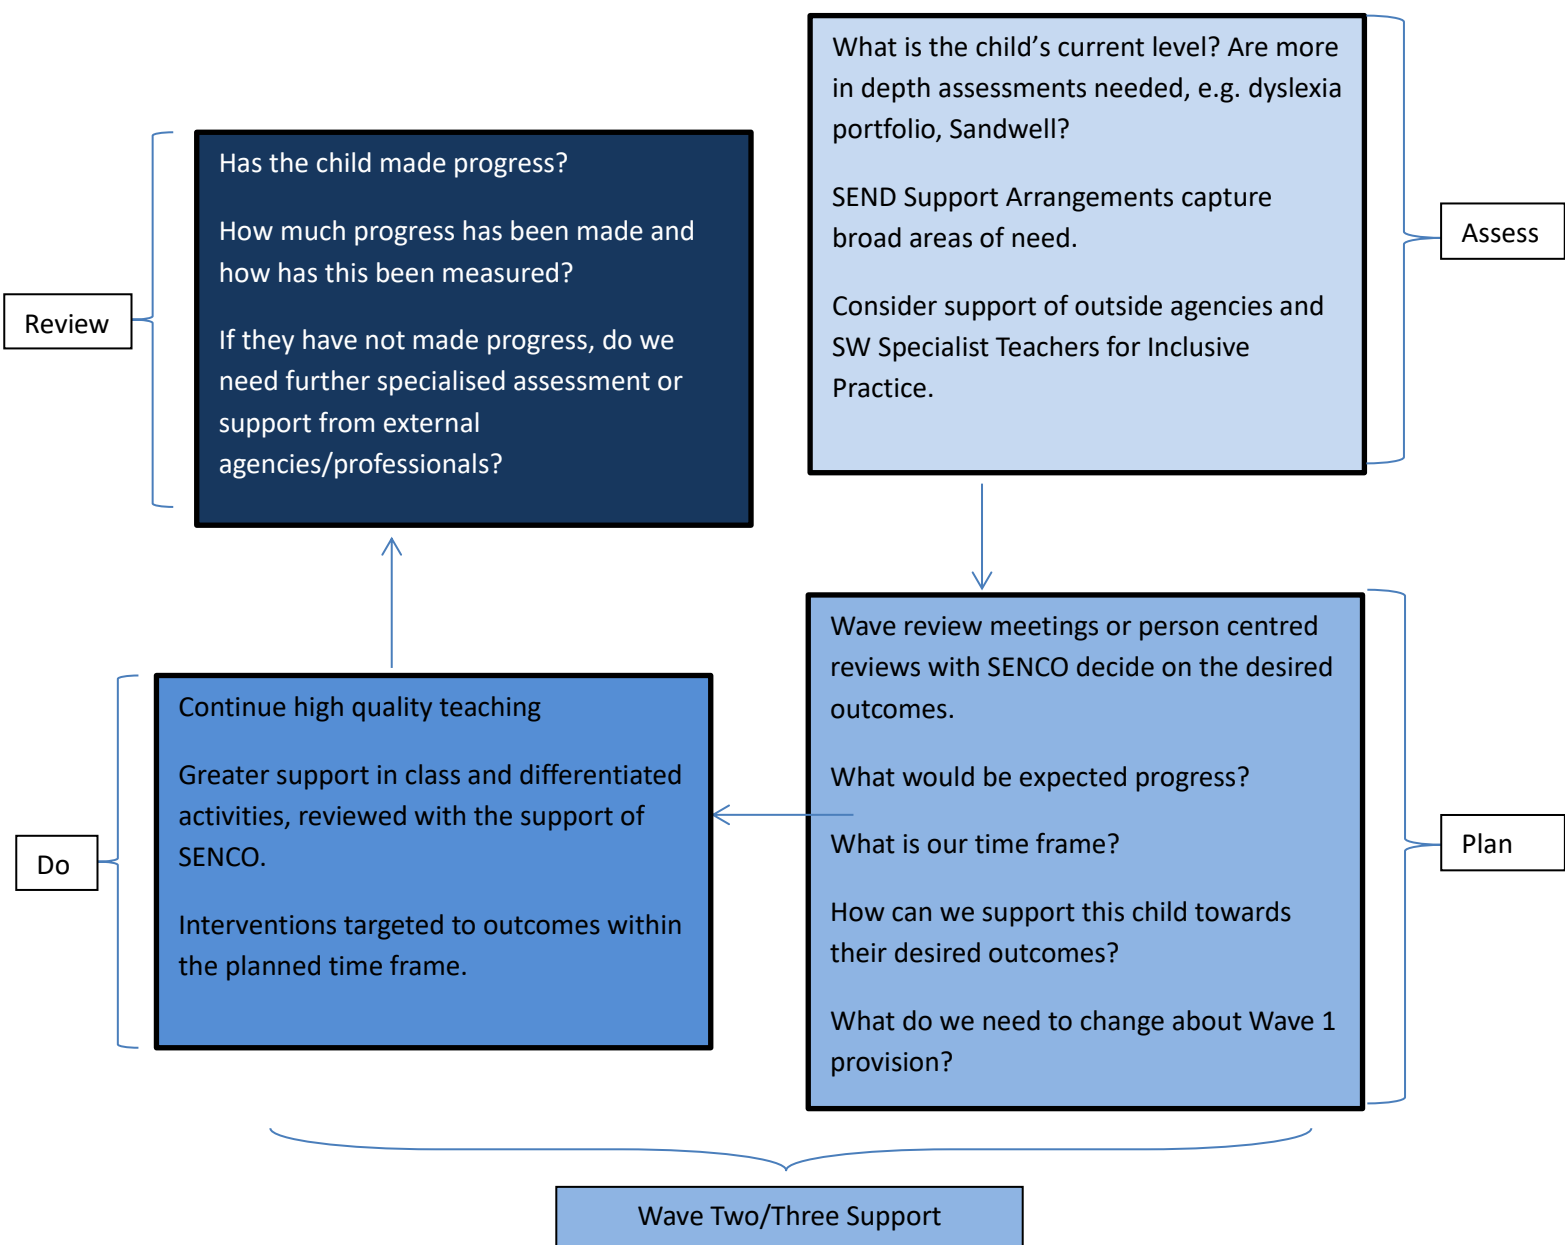 What is the child’s current level? Are more
in depth assessments needed, e.g. dyslexia
portfolio, Sandwell?
SEND Support Arrangements capture
broad areas of need.
Consider support of outside agencies and
SW Specialist Teachers for Inclusive
Practice.
Assess
Has the child made progress?
How much progress has been made and
how has this been measured?
If they have not made progress, do we
need further specialised assessment or
support from external
agencies/professionals?
Review
Wave review meetings or person centred
reviews with SENCO decide on the desired
outcomes.
What would be expected progress?
What is our time frame?
How can we support this child towards
their desired outcomes?
What do we need to change about Wave 1
provision?
Plan
Continue high quality teaching
Greater support in class and differentiated
activities, reviewed with the support of
SENCO.
Interventions targeted to outcomes within
the planned time frame.
Do
Wave Two/Three Support